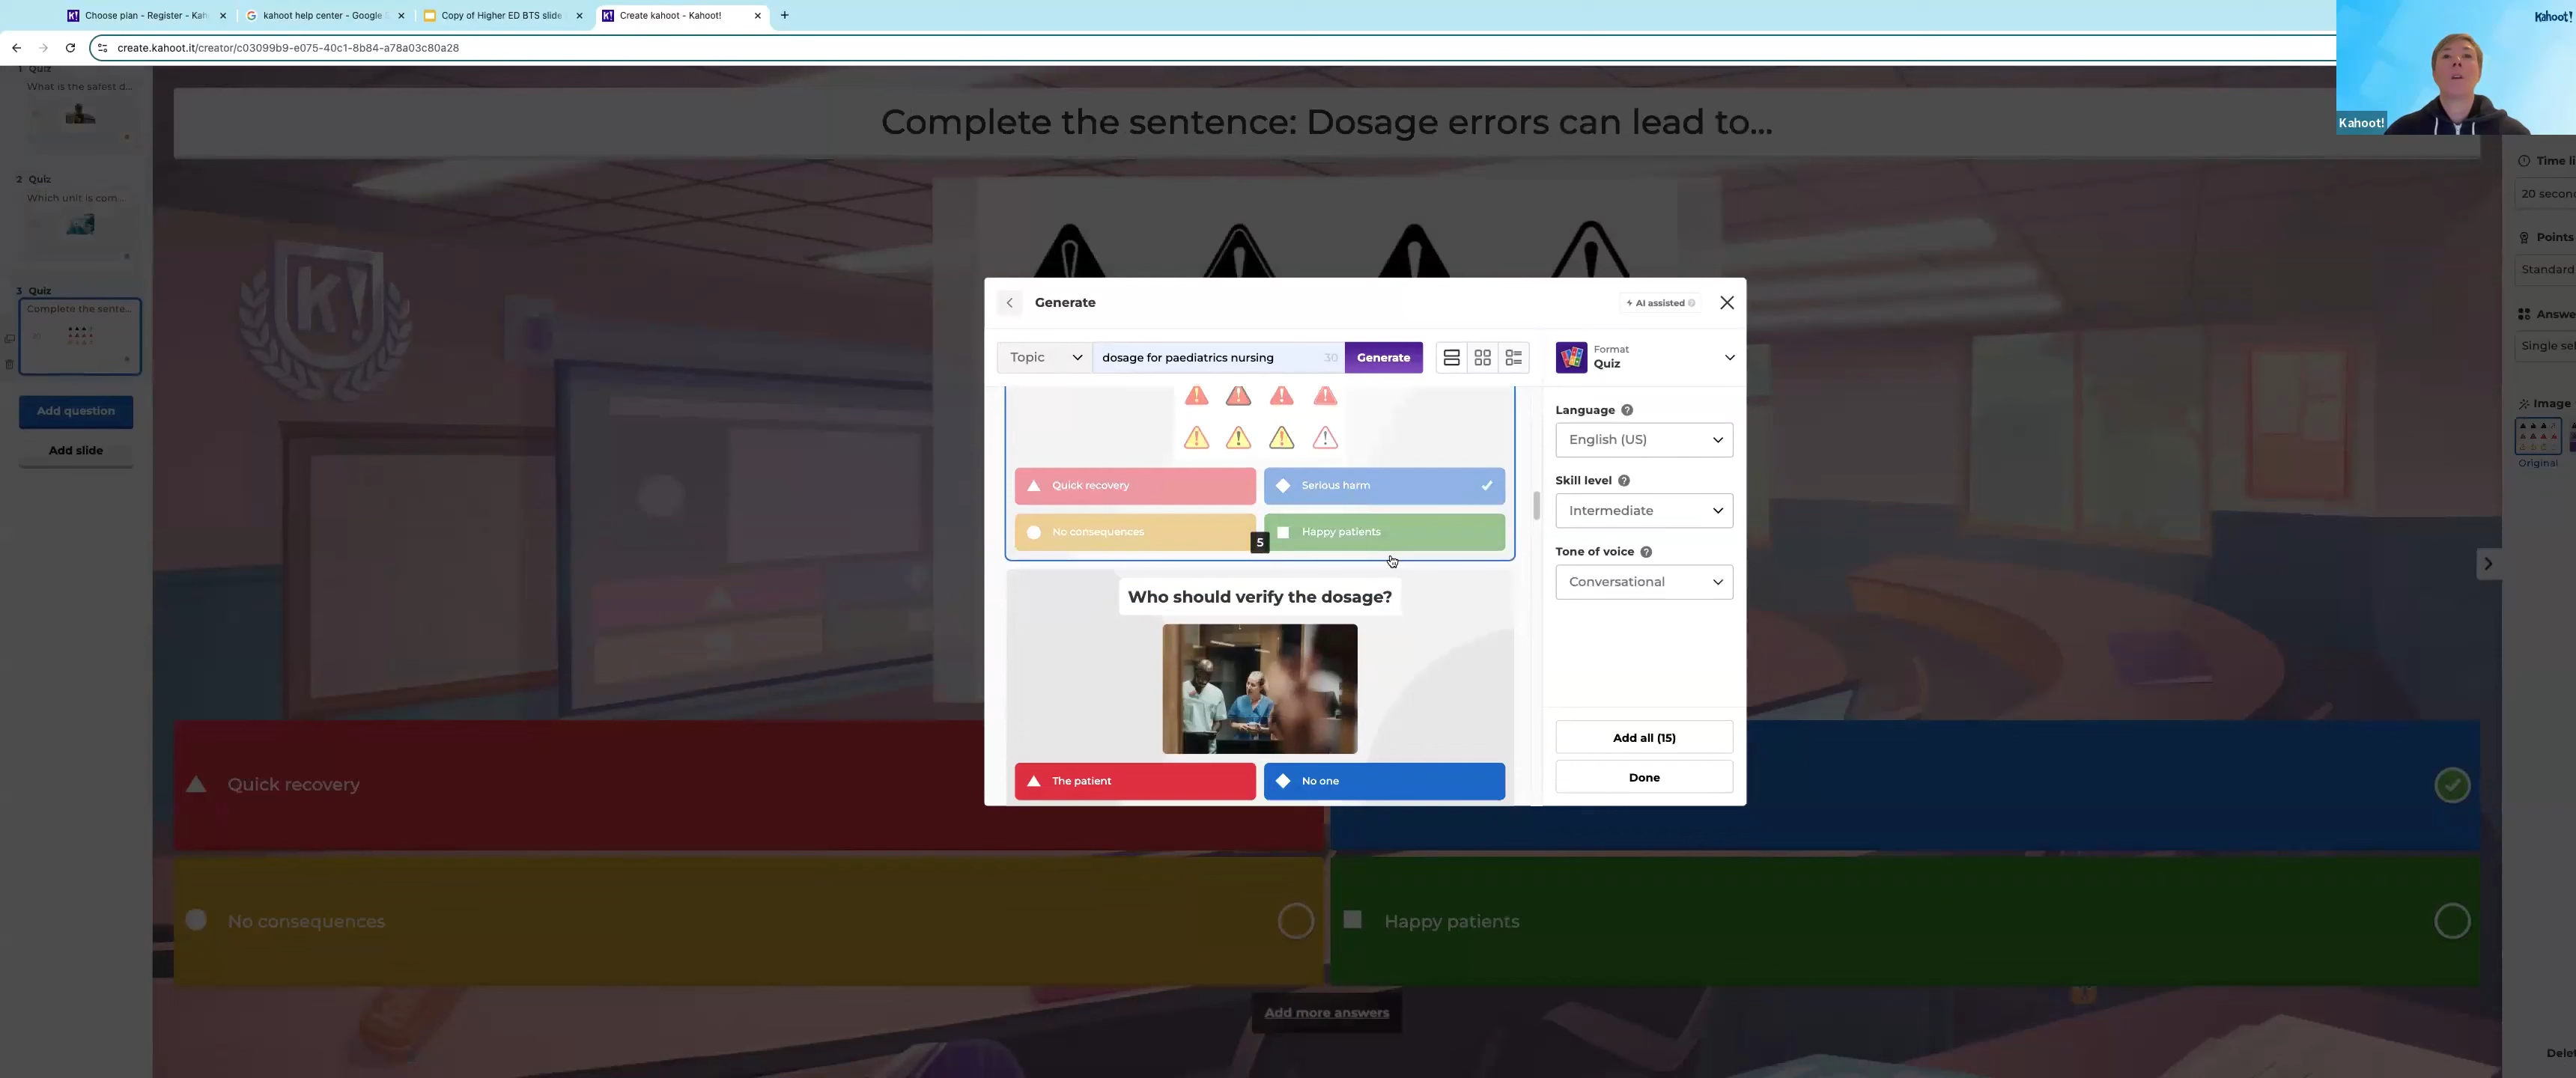 Choose plan - Register - Kah
kahoot help center - Google S
Copy of Higher ED BTS slide
Create kahoot - Kahoot!
create.kahoot.it/creator/c03099b9-e075-40c1-8b84-a78a03c80a28
Kahoot!
Kahoot!
1 Quiz
What is the safest d...
2 Quiz
Which unit is com...
3 Quiz
Complete the sente...
Add question
Add slide
Complete the sentence: Dosage errors can lead to...
K!
Generate
AI assisted
Topic
dosage for paediatrics nursing
30
Generate
Quick recovery
Serious harm
No consequences
Happy patients
5
Who should verify the dosage?
The patient
No one
Format
Quiz
Language
English (US)
Skill level
Intermediate
Tone of voice
Conversational
Add all (15)
Done
Quick recovery
No consequences
Happy patients
Add more answers
Time li
20 secon
Points
Standard
Answe
Single sel
Image
Original
Delet